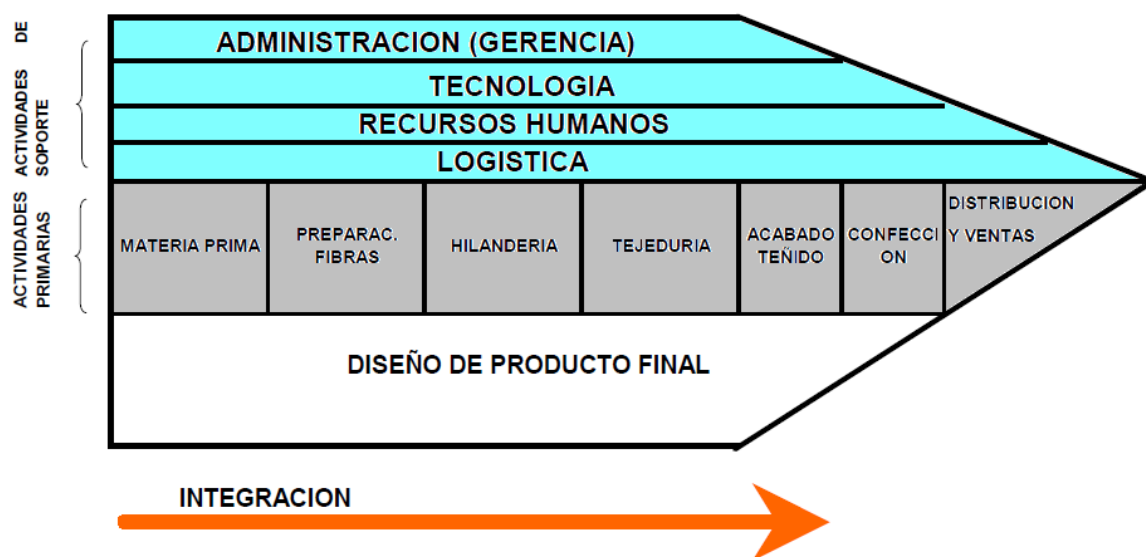 ACTIVIDADES DE
SOPORTE
ADMINISTRACION (GERENCIA)
TECNOLOGIA
RECURSOS HUMANOS
LOGISTICA
ACTIVIDADES
PRIMARIAS
MATERIA PRIMA
PREPARAC.
FIBRAS
HILANDERIA
TEJEDURIA
ACABADO
TEÑIDO
CONFECCI
ON
DISTRIBUCION
Y VENTAS
DISEÑO DE PRODUCTO FINAL
INTEGRACION